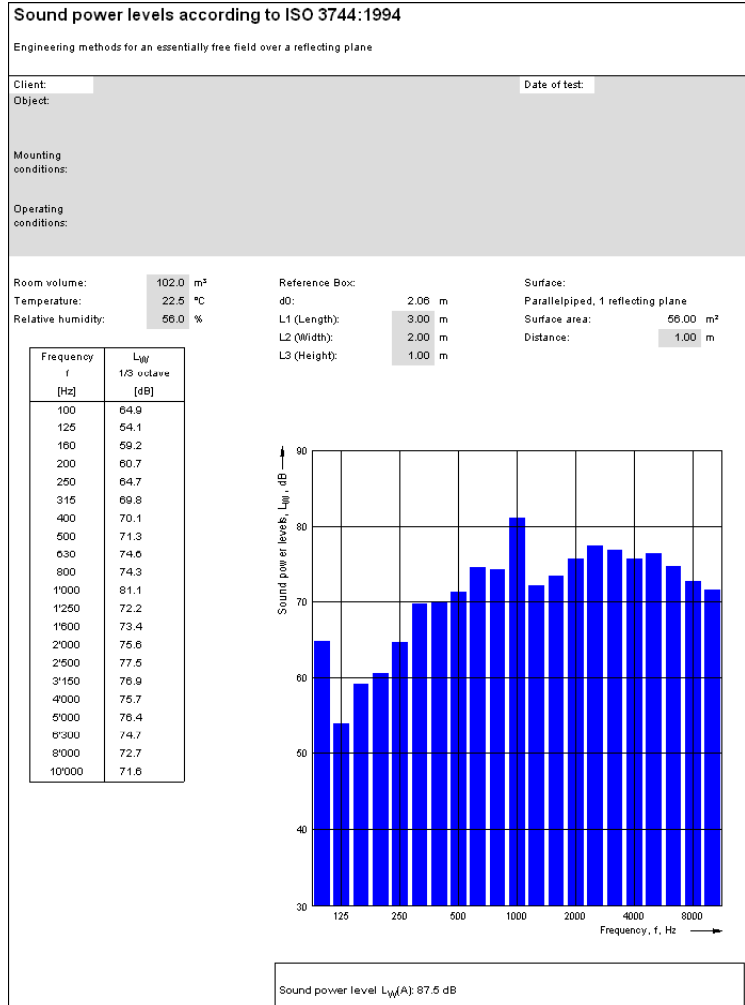 Sound power levels according to ISO 3744:1994
Engineering methods for an essentially free field over a reflecting plane
Client: Date of test:
Object:
Mounting
conditions:
Operating
conditions:
Room volume: 102.0 m³ Reference Box: Surface:
Temperature: 22.5 °C d0: 2.06 m Parallelpiped, 1 reflecting plane
Relative humidity: 56.0 % L1 (Length): 3.00 m Surface area: 56.00 m²
L2 (Width): 2.00 m Distance: 1.00 m
L3 (Height): 1.00 m
Frequency LW
f 1/3 octave
[Hz] [dB]
100 64.9
125 54.1
160 59.2
200 60.7
250 64.7
315 69.8
400 70.1
500 71.3
630 74.6
800 74.3
1'000 81.1
1'250 72.2
1'600 73.4
2'000 75.6
2'500 77.5
3'150 76.9
4'000 75.7
5'000 76.4
6'300 74.7
8'000 72.7
10'000 71.6
Sound power levels, LW, dB
90
80
70
60
50
40
30
125 250 500 1000 2000 4000 8000
Frequency, f, Hz
Sound power level LW(A): 87.5 dB